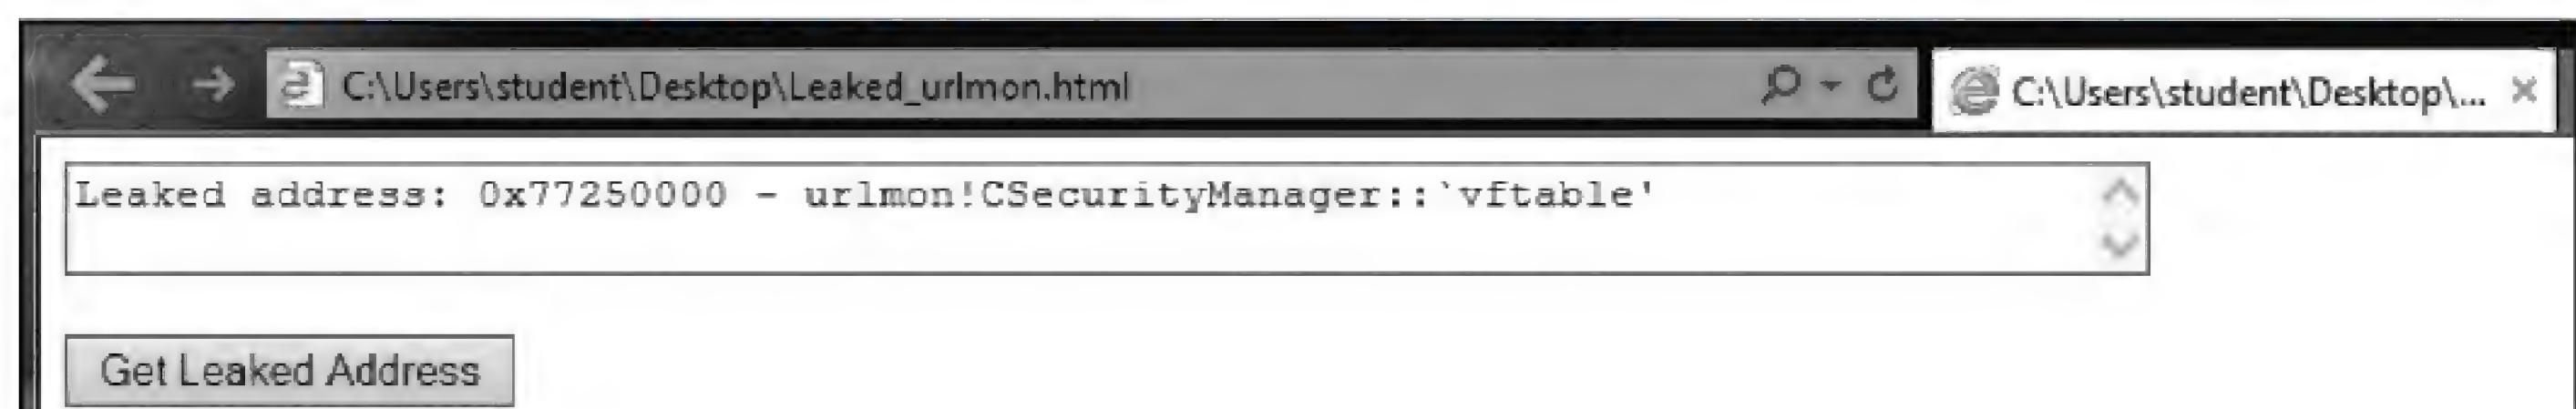 C:\Users\student\Desktop\Leaked_urlmon.html
C:\Users\student\Desktop\...
Leaked address: 0x77250000 - urlmon!CSecurityManager::`vftable'
Get Leaked Address